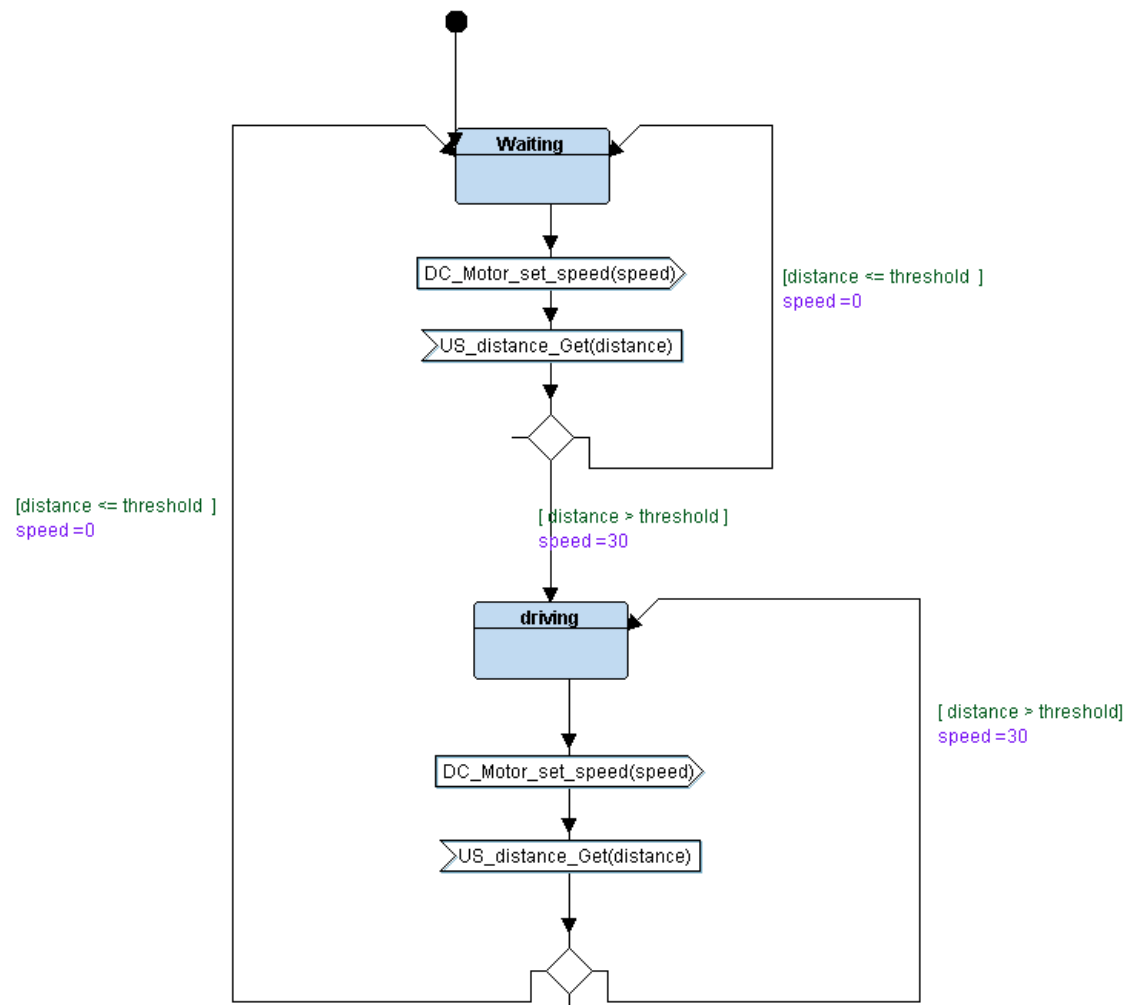 Waiting
DC_Motor_set_speed(speed)
[distance <= threshold ]
speed =0
US_distance_Get(distance)
[distance <= threshold ]
speed =0
[ distance > threshold ]
speed =30
driving
[ distance > threshold]
speed =30
DC_Motor_set_speed(speed)
US_distance_Get(distance)